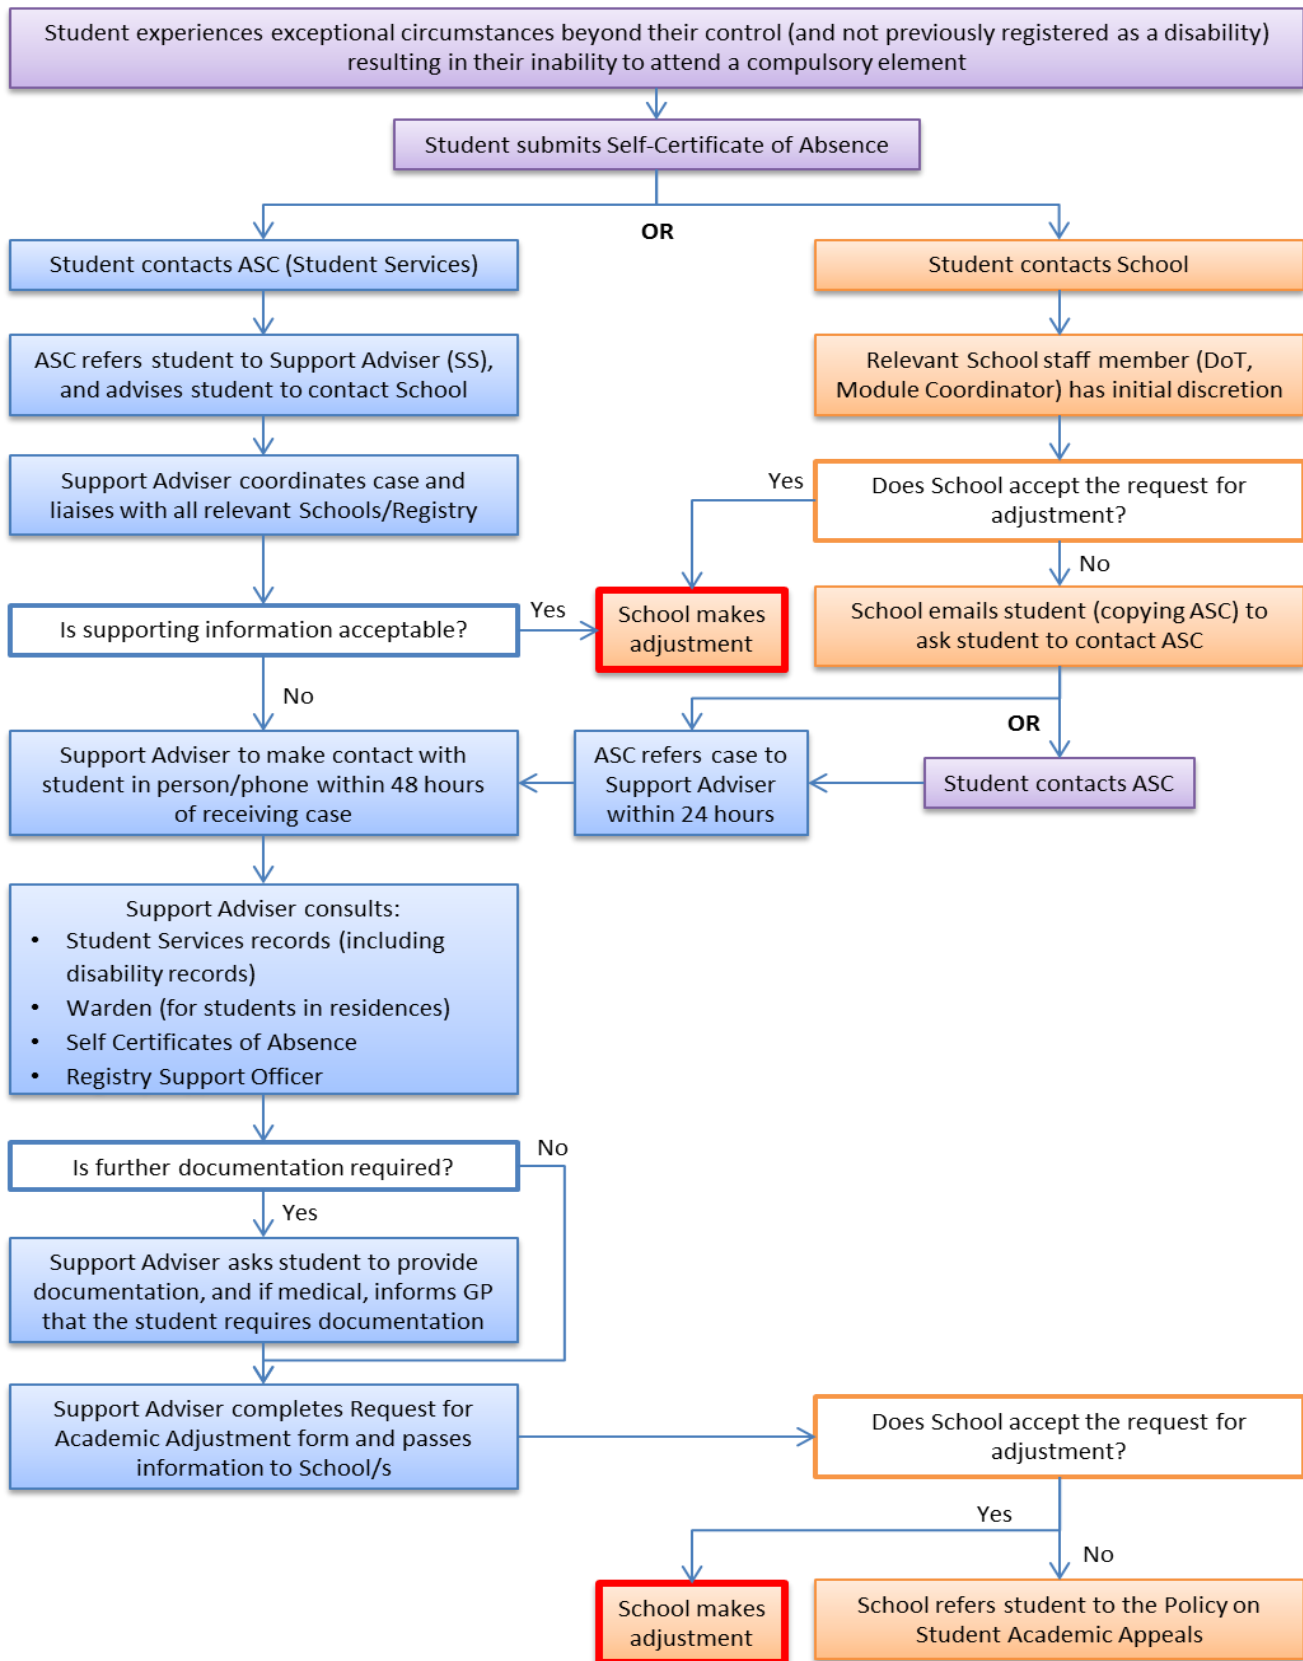 Student experiences exceptional circumstances beyond their control (and not previously registered as a disability)
resulting in their inability to attend a compulsory element
Student submits Self-Certificate of Absence
OR
Student contacts ASC (Student Services)
Student contacts School
ASC refers student to Support Adviser (SS),
and advises student to contact School
Relevant School staff member (DoT,
Module Coordinator) has initial discretion
Support Adviser coordinates case and
liaises with all relevant Schools/Registry
Yes
Does School accept the request for
adjustment?
No
Is supporting information acceptable?
Yes
School makes
adjustment
School emails student (copying ASC) to
ask student to contact ASC
No
OR
Support Adviser to make contact with
student in person/phone within 48 hours
of receiving case
ASC refers case to
Support Adviser
within 24 hours
Student contacts ASC
Support Adviser consults:
• Student Services records (including
disability records)
• Warden (for students in residences)
• Self Certificates of Absence
• Registry Support Officer
Is further documentation required?
No
Yes
Support Adviser asks student to provide
documentation, and if medical, informs GP
that the student requires documentation
Support Adviser completes Request for
Academic Adjustment form and passes
information to School/s
Does School accept the request for
adjustment?
Yes
No
School makes
adjustment
School refers student to the Policy on
Student Academic Appeals